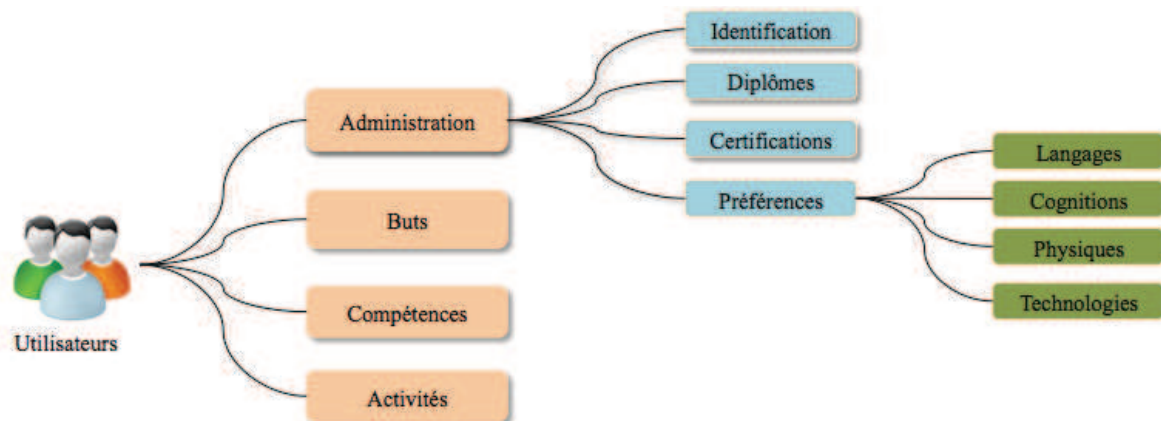 Identification
Diplômes
Administration
Certifications
Langages
Préférences
Cognitions
Buts
Physiques
Technologies
Compétences
Utilisateurs
Activités